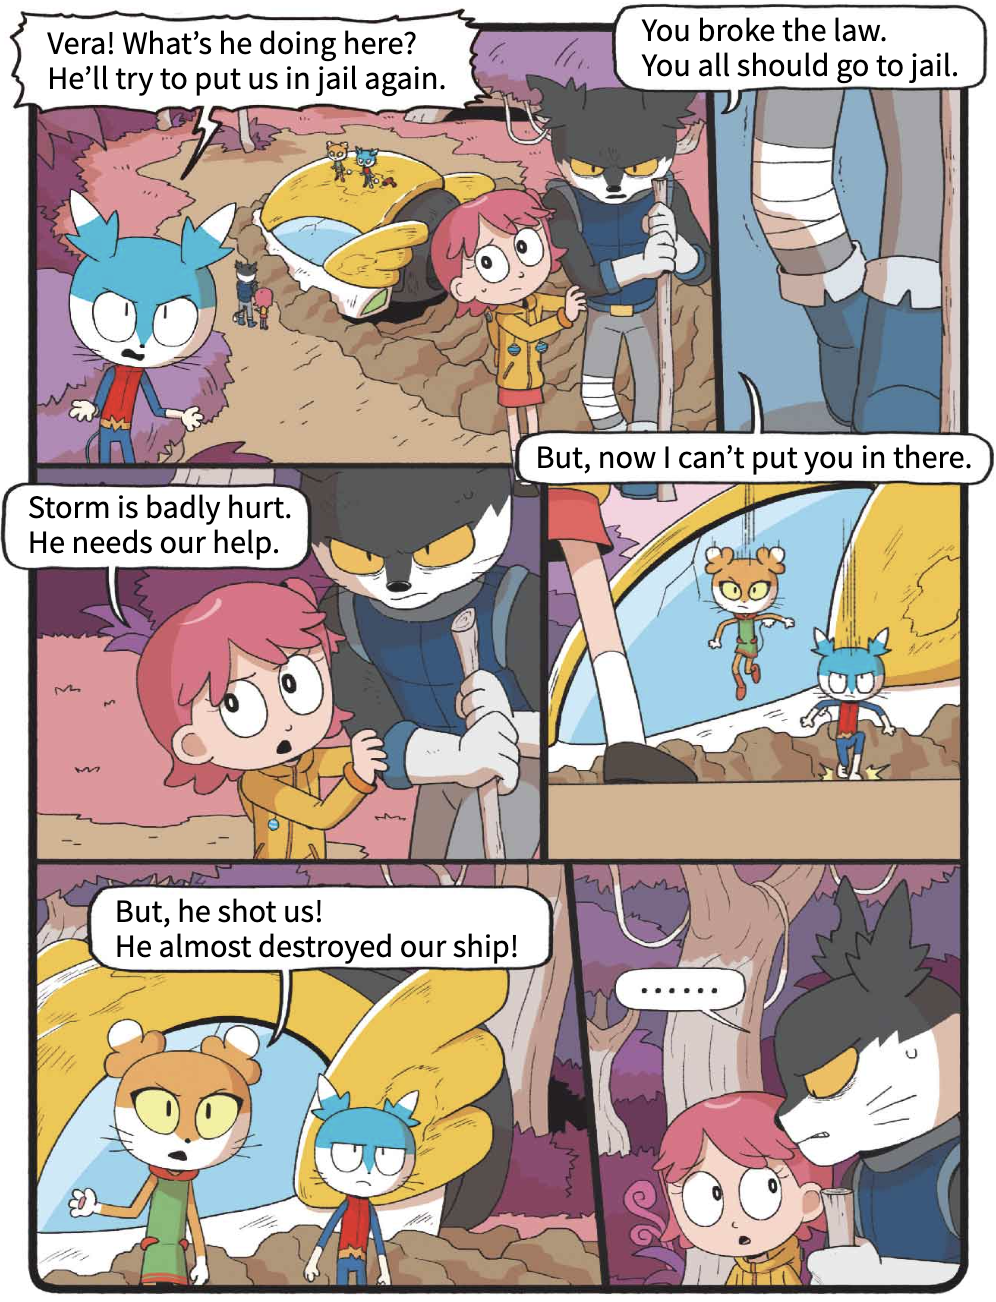 Vera! What's he doing here?
He'll try to put us in jail again.
You broke the law.
You all should go to jail.
But, now I can't put you in there.
Storm is badly hurt.
He needs our help.
But, he shot us!
He almost destroyed our ship!
......